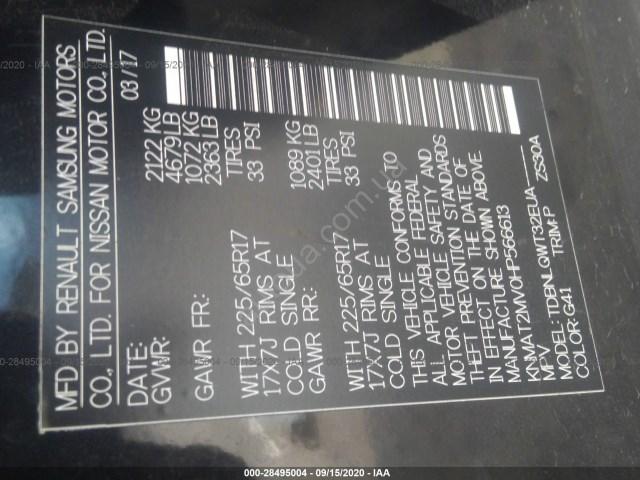 MFD BY RENAULT SAMSUNG MOTORS
CO., LTD. FOR NISSAN MOTOR CO., LTD.
DATE: 03/17
GVWR: 2122 KG
4679 LB
GAWR FR: 1072 KG
2363 LB
WITH 225/65R17 TIRES
17X7J RIMS AT 33 PSI
COLD SINGLE
GAWR RR: 1089 KG
2401 LB
WITH 225/65R17 TIRES
17X7J RIMS AT 33 PSI
COLD SINGLE
THIS VEHICLE CONFORMS TO
ALL APPLICABLE FEDERAL
MOTOR VEHICLE SAFETY AND
THEFT PREVENTION STANDARDS
IN EFFECT ON THE DATE OF
MANUFACTURE SHOWN ABOVE
KNMAT2MV0HP566613
MPV
MODEL: TDBNLGWT32EUA
COLOR: G41 TRIM: P ZS30A
000-28495004 - 09/15/2020 - IAA